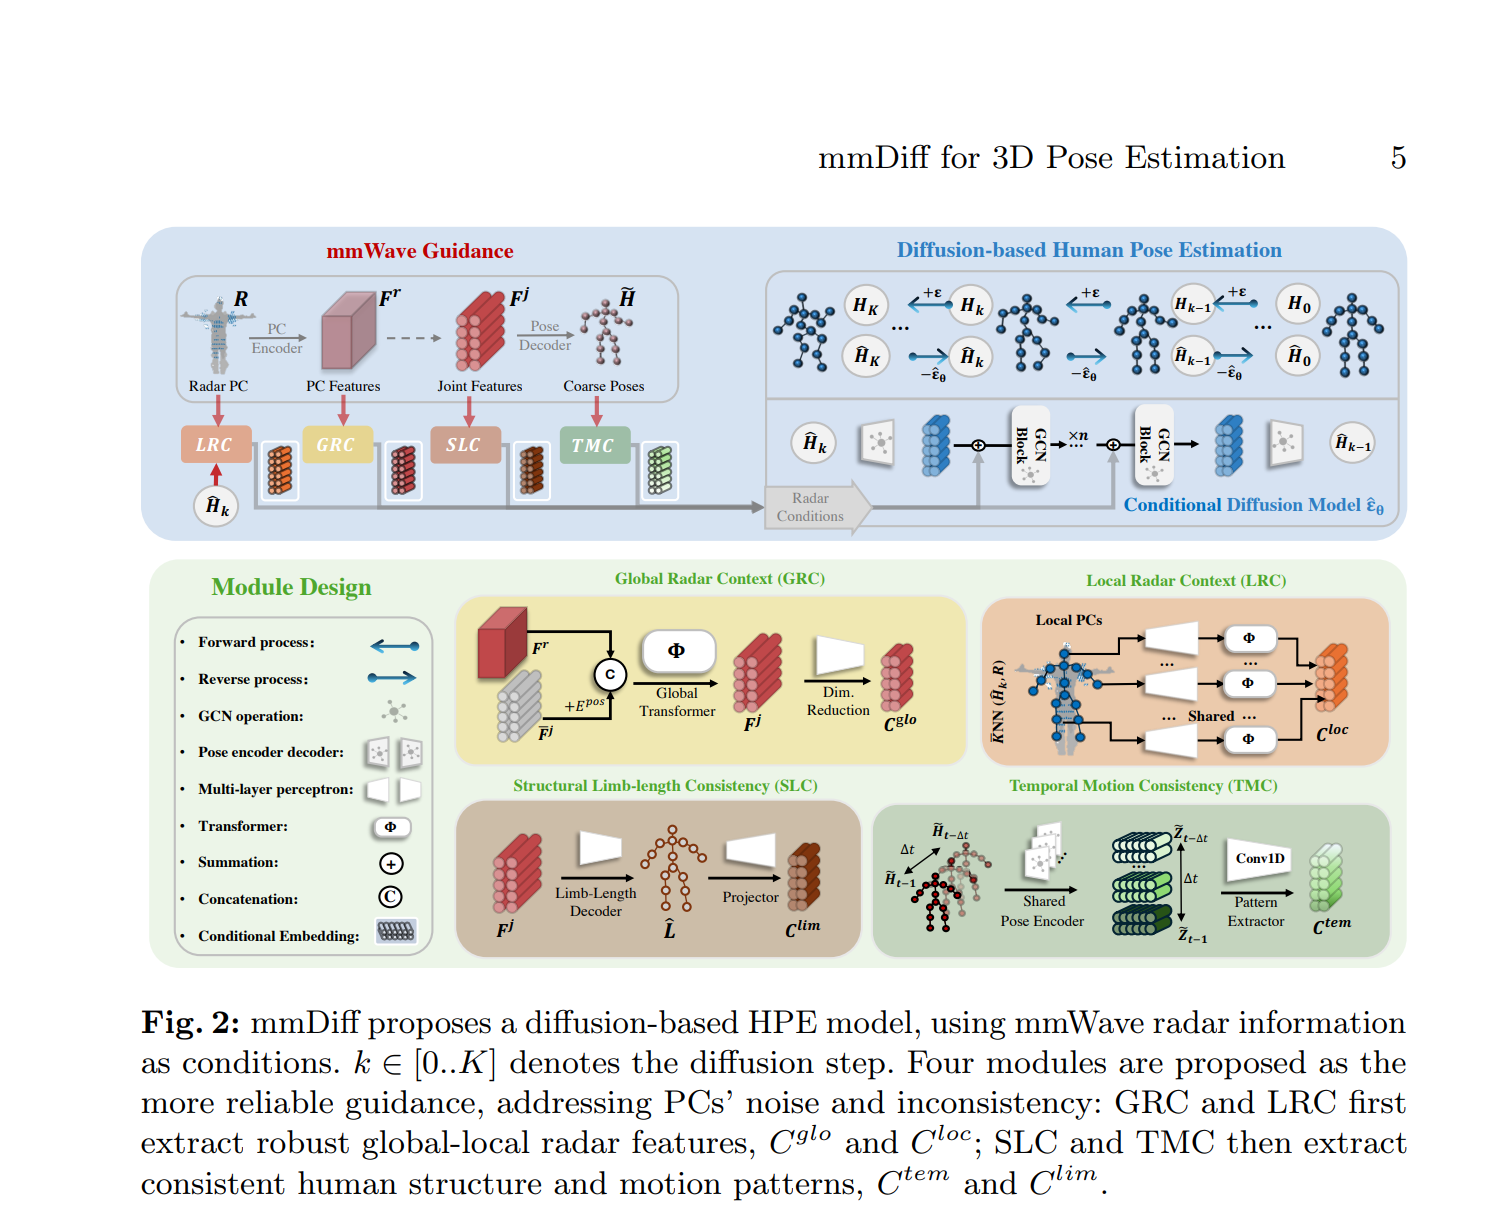 mmDiff for 3D Pose Estimation 5
mmWave Guidance
R
F^r
F^j
H̃
PC Encoder
Pose Decoder
Radar PC
PC Features
Joint Features
Coarse Poses
LRC
GRC
SLC
TMC
Ĥ_k
Diffusion-based Human Pose Estimation
H_K
+ε
H_k
+ε
H_{k-1}
+ε
H_0
...
...
Ĥ_K
-ε̂_θ
Ĥ_k
-ε̂_θ
Ĥ_{k-1}
-ε̂_θ
Ĥ_0
Ĥ_k
+
GCN Block
×n
...
+
GCN Block
Ĥ_{k-1}
Radar Conditions
Conditional Diffusion Model ε̂_θ
Module Design
• Forward process:
• Reverse process:
• GCN operation:
• Pose encoder decoder:
• Multi-layer perceptron:
• Transformer: Φ
• Summation: +
• Concatenation: C
• Conditional Embedding:
Global Radar Context (GRC)
F^r
C
+E^{pos}
F̅^j
Φ
Global Transformer
F^j
Dim. Reduction
C^{glo}
Local Radar Context (LRC)
Local PCs
K̅NN (Ĥ_k, R)
Φ
...
...
Φ
... Shared ...
Φ
C^{loc}
Structural Limb-length Consistency (SLC)
F^j
Limb-Length Decoder
L̂
Projector
C^{lim}
Temporal Motion Consistency (TMC)
H̃_{t-Δt}
Δt
H̃_{t-1}
Shared Pose Encoder
Z̃_{t-Δt}
...
Δt
Z̃_{t-1}
Conv1D
Pattern Extractor
C^{tem}
Fig. 2: mmDiff proposes a diffusion-based HPE model, using mmWave radar information
as conditions. k ∈ [0..K] denotes the diffusion step. Four modules are proposed as the
more reliable guidance, addressing PCs' noise and inconsistency: GRC and LRC first
extract robust global-local radar features, C^{glo} and C^{loc}; SLC and TMC then extract
consistent human structure and motion patterns, C^{tem} and C^{lim}.